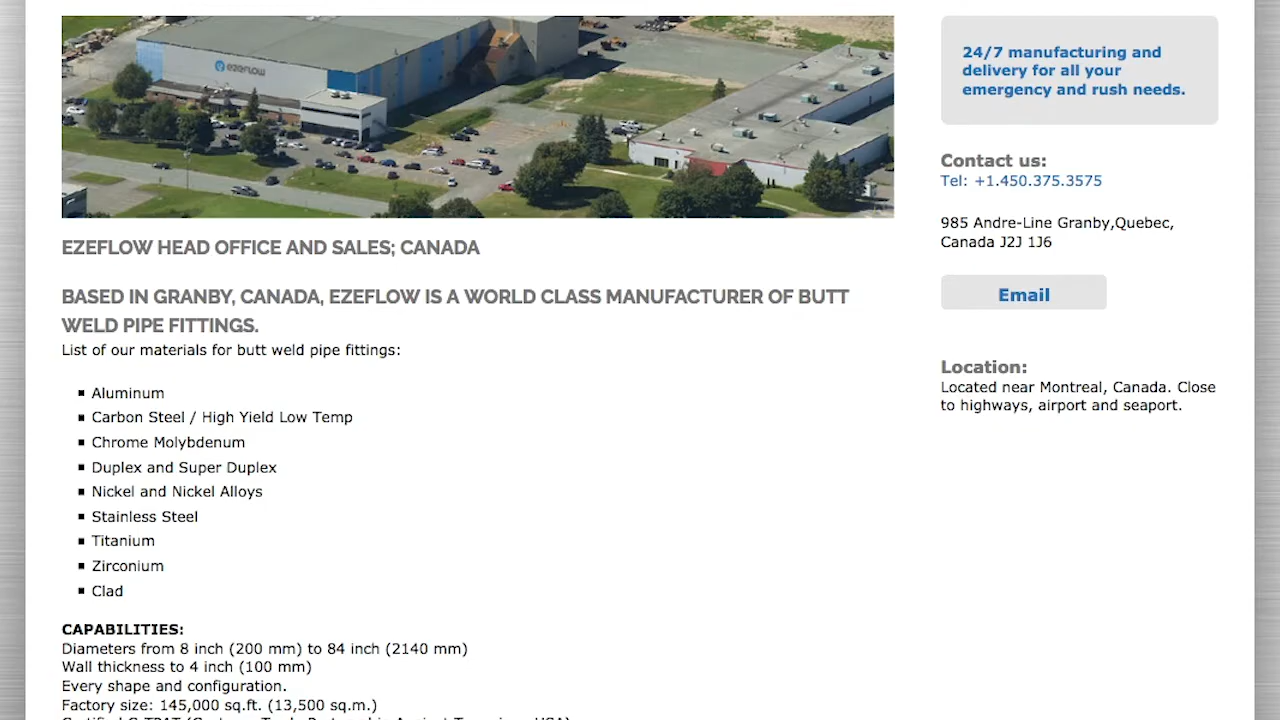 EZEFLOW
EZEFLOW HEAD OFFICE AND SALES; CANADA
BASED IN GRANBY, CANADA, EZEFLOW IS A WORLD CLASS MANUFACTURER OF BUTT
WELD PIPE FITTINGS.
List of our materials for butt weld pipe fittings:
Aluminum
Carbon Steel / High Yield Low Temp
Chrome Molybdenum
Duplex and Super Duplex
Nickel and Nickel Alloys
Stainless Steel
Titanium
Zirconium
Clad
CAPABILITIES:
Diameters from 8 inch (200 mm) to 84 inch (2140 mm)
Wall thickness to 4 inch (100 mm)
Every shape and configuration.
Factory size: 145,000 sq.ft. (13,500 sq.m.)
24/7 manufacturing and
delivery for all your
emergency and rush needs.
Contact us:
Tel: +1.450.375.3575
985 Andre-Line Granby,Quebec,
Canada J2J 1J6
Email
Location:
Located near Montreal, Canada. Close
to highways, airport and seaport.